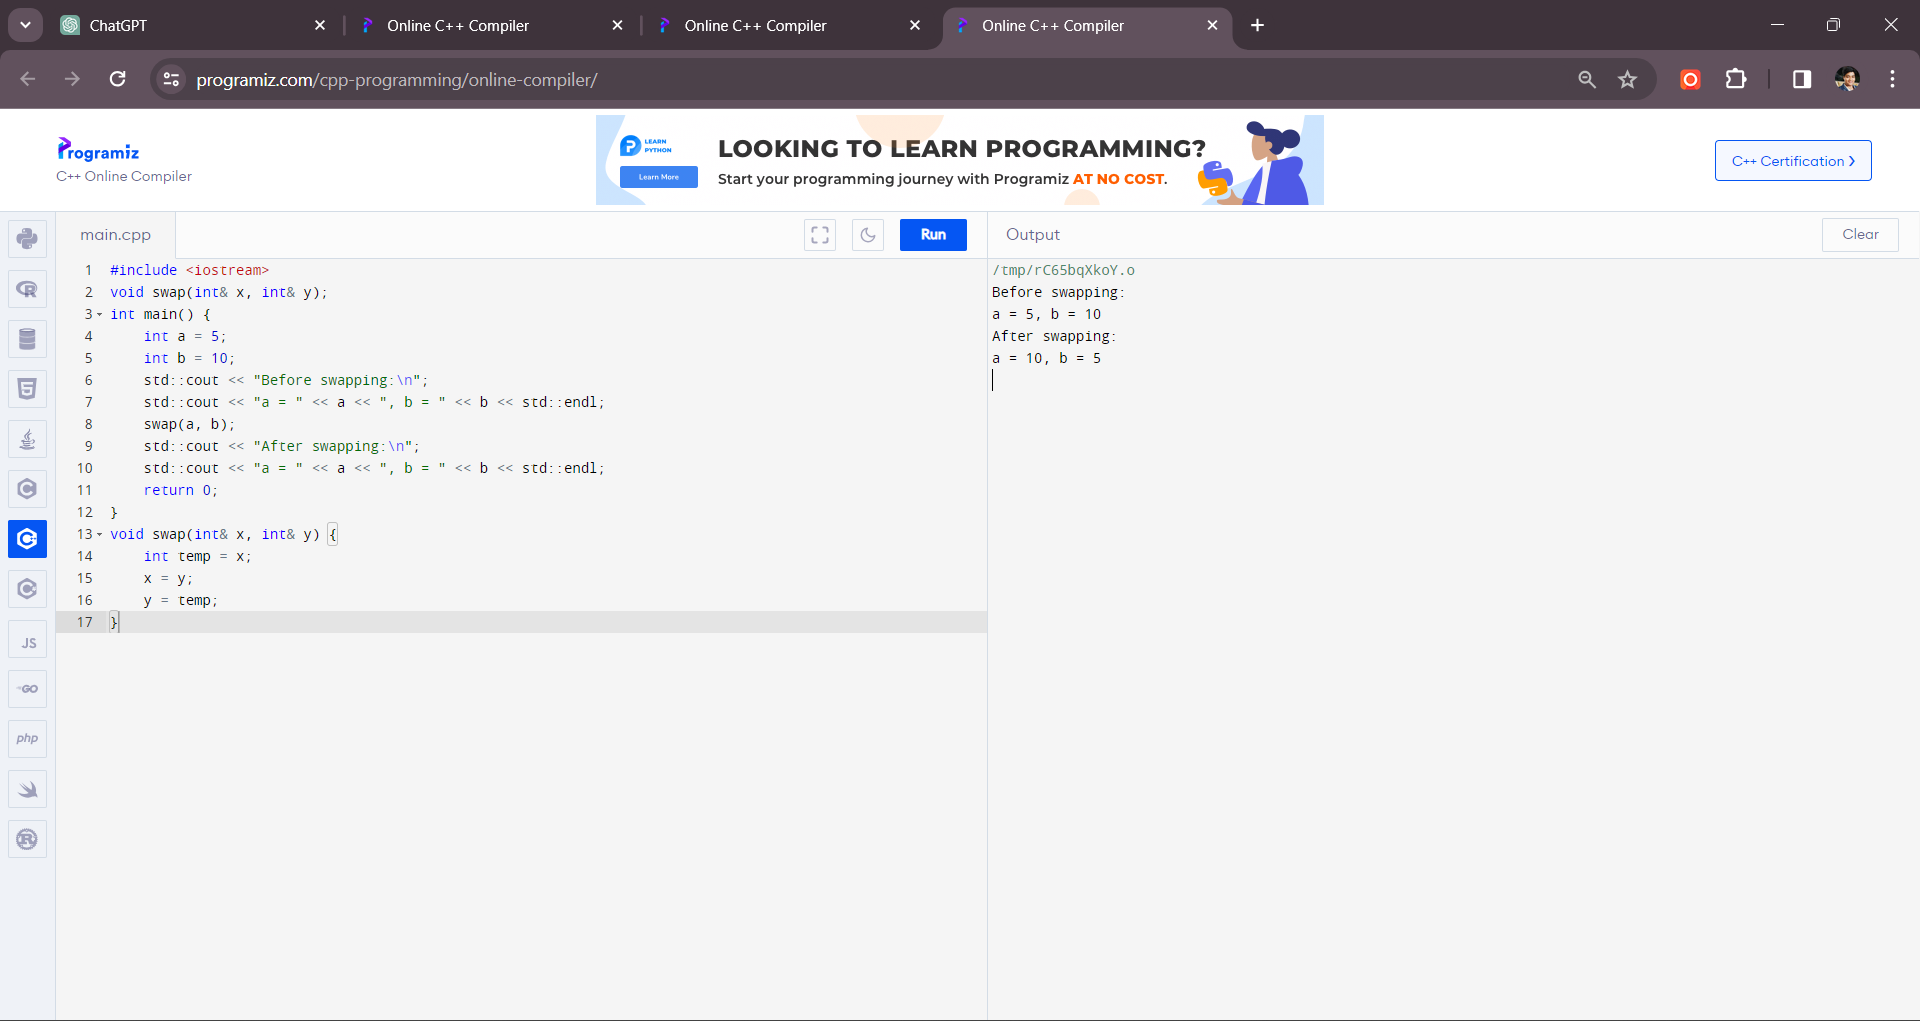 ChatGPT
Online C++ Compiler
Online C++ Compiler
Online C++ Compiler
programiz.com/cpp-programming/online-compiler/
Programiz
C++ Online Compiler
LEARN
PYTHON
Learn More
LOOKING TO LEARN PROGRAMMING?
Start your programming journey with Programiz AT NO COST.
C++ Certification
main.cpp
Run
Output
Clear
1 #include <iostream>
2 void swap(int& x, int& y);
3 int main() {
4     int a = 5;
5     int b = 10;
6     std::cout << "Before swapping:\n";
7     std::cout << "a = " << a << ", b = " << b << std::endl;
8     swap(a, b);
9     std::cout << "After swapping:\n";
10     std::cout << "a = " << a << ", b = " << b << std::endl;
11     return 0;
12 }
13 void swap(int& x, int& y) {
14     int temp = x;
15     x = y;
16     y = temp;
17 }
/tmp/rC65bqXkoY.o
Before swapping:
a = 5, b = 10
After swapping:
a = 10, b = 5
JS
GO
php